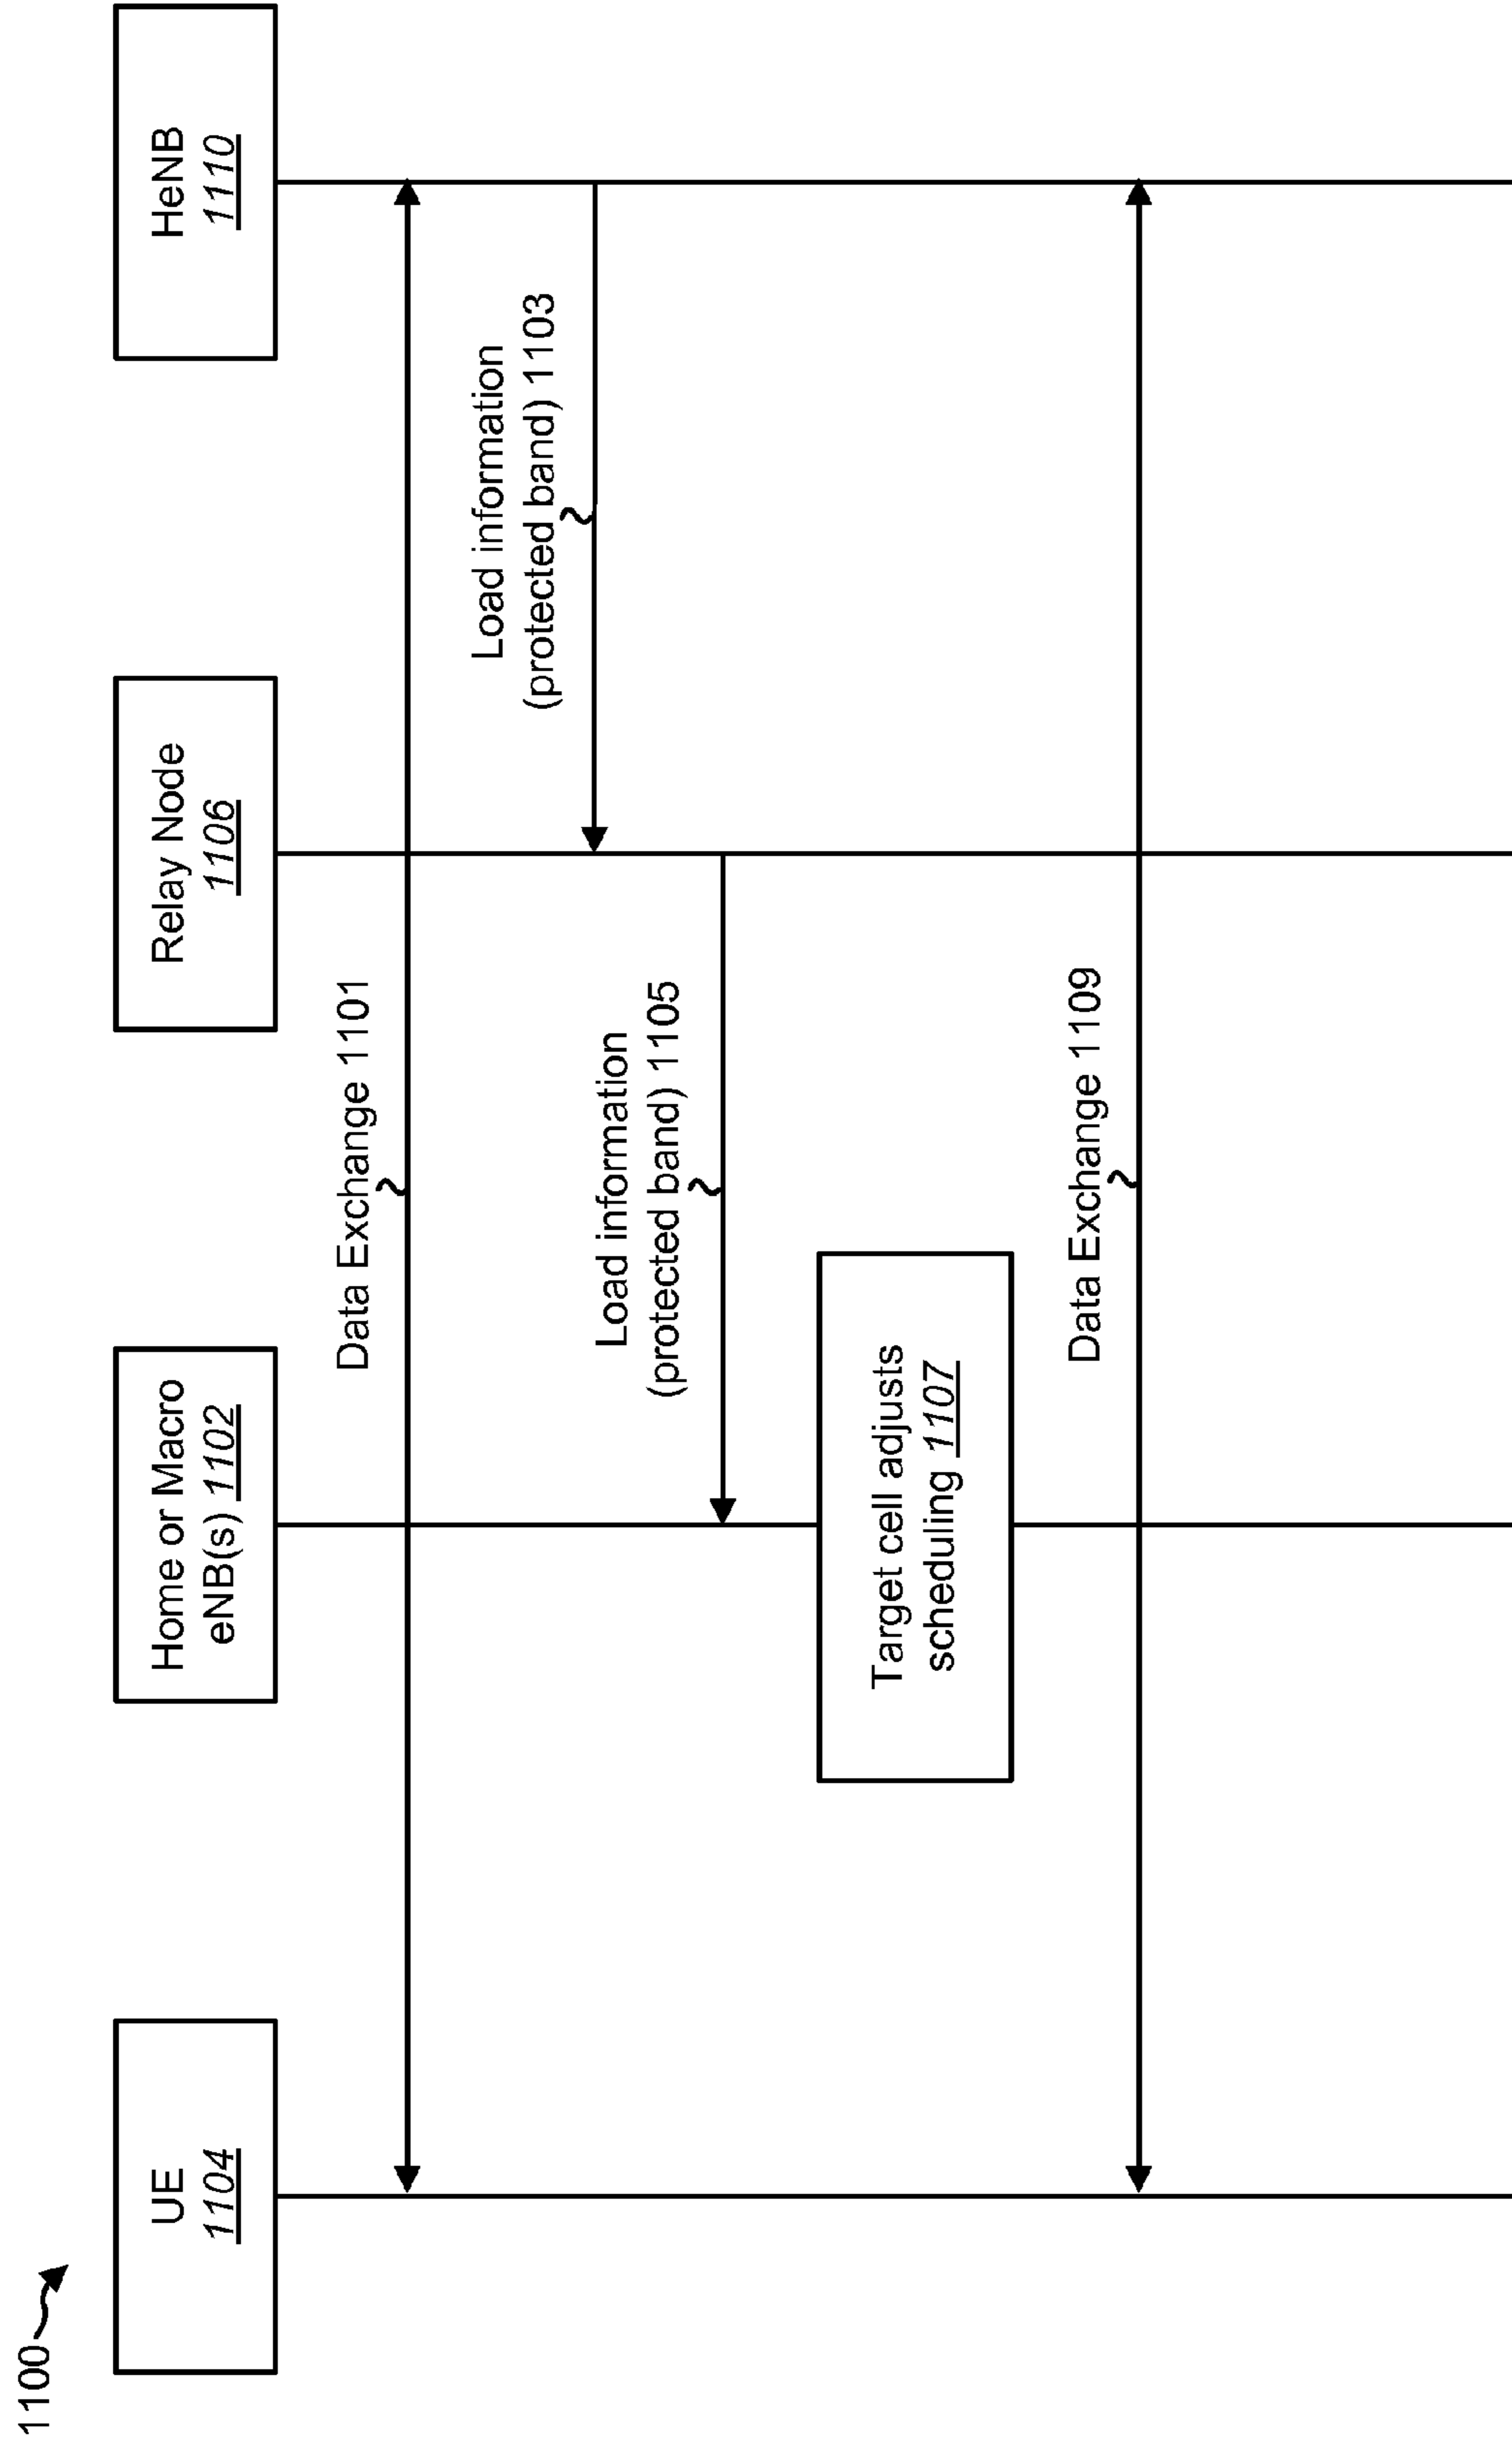 1100
UE
1104
Home or Macro
eNB(s) 1102
Relay Node
1106
HeNB
1110
Data Exchange 1101
Load information
(protected band) 1103
Load information
(protected band) 1105
Target cell adjusts
scheduling 1107
Data Exchange 1109